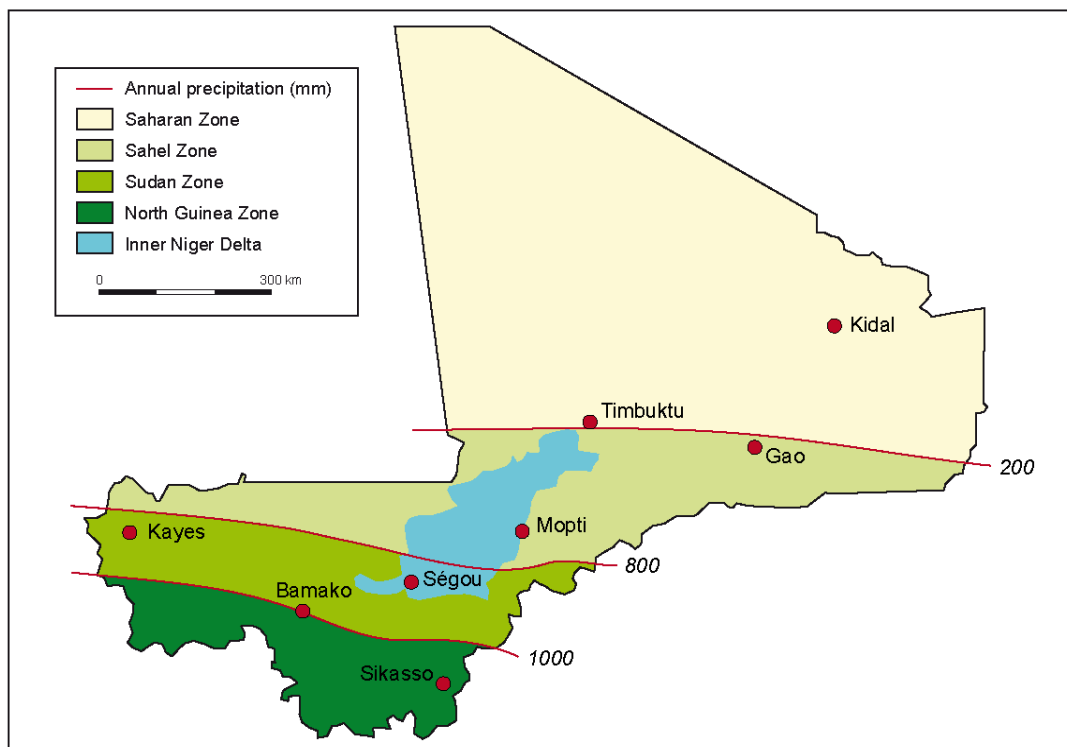 Annual precipitation (mm)
Saharan Zone
Sahel Zone
Sudan Zone
North Guinea Zone
Inner Niger Delta
0 300 km
Kidal
Timbuktu
Gao
200
Mopti
Kayes
800
Ségou
Bamako
1000
Sikasso